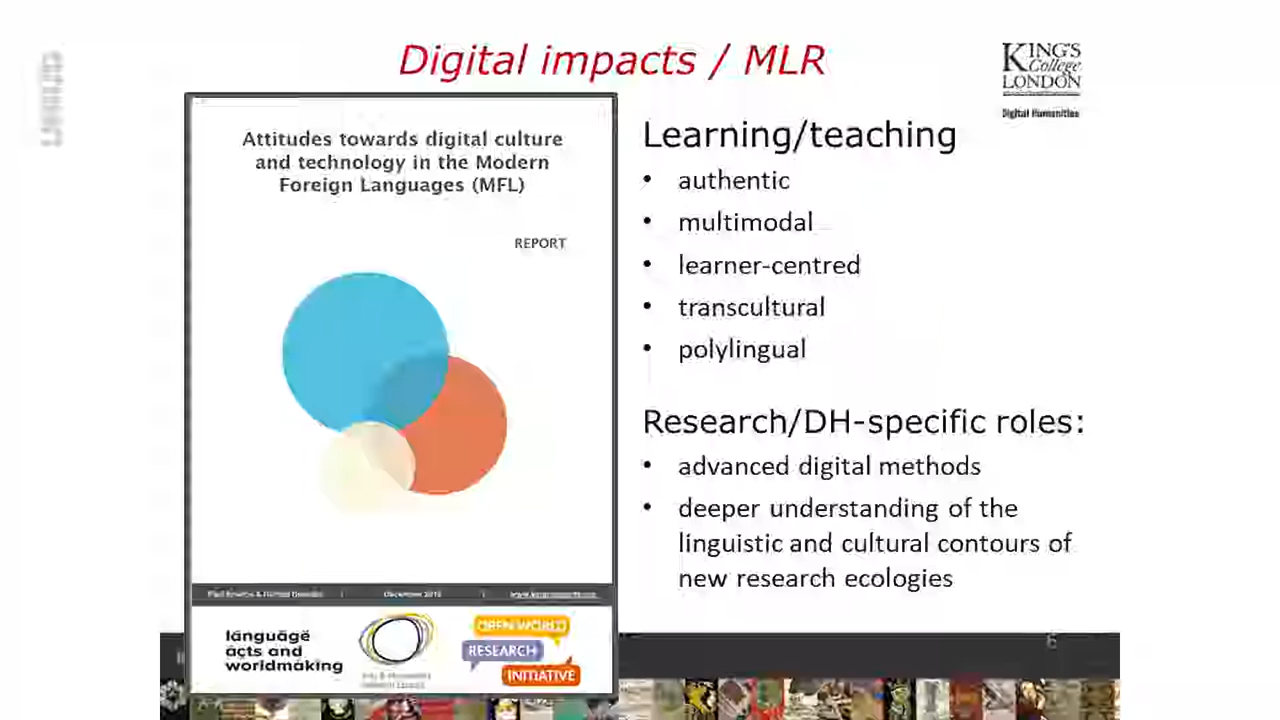 Digital impacts / MLR
KING'S
College
LONDON
Digital Humanities
Attitudes towards digital culture
and technology in the Modern
Foreign Languages (MFL)
REPORT
language
acts and
worldmaking
OPEN WORLD
RESEARCH
INITIATIVE
Learning/teaching
• authentic
• multimodal
• learner-centred
• transcultural
• polylingual
Research/DH-specific roles:
• advanced digital methods
• deeper understanding of the
linguistic and cultural contours of
new research ecologies
6